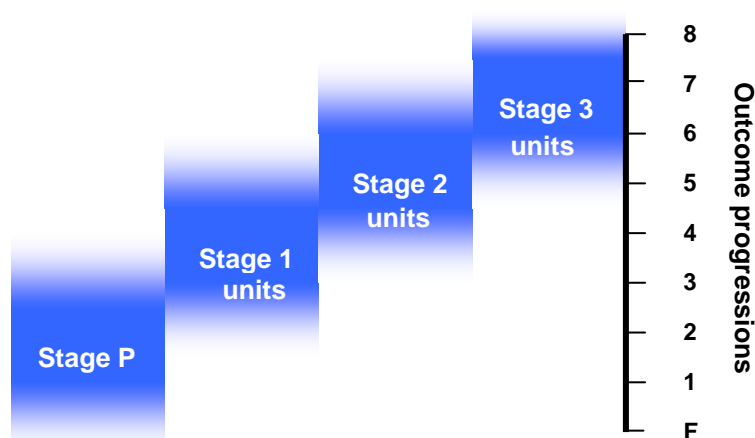 Stage 3
units
Stage 2
units
Stage 1
units
Stage P
8
7
6
5
4
3
2
1
F
Outcome progressions